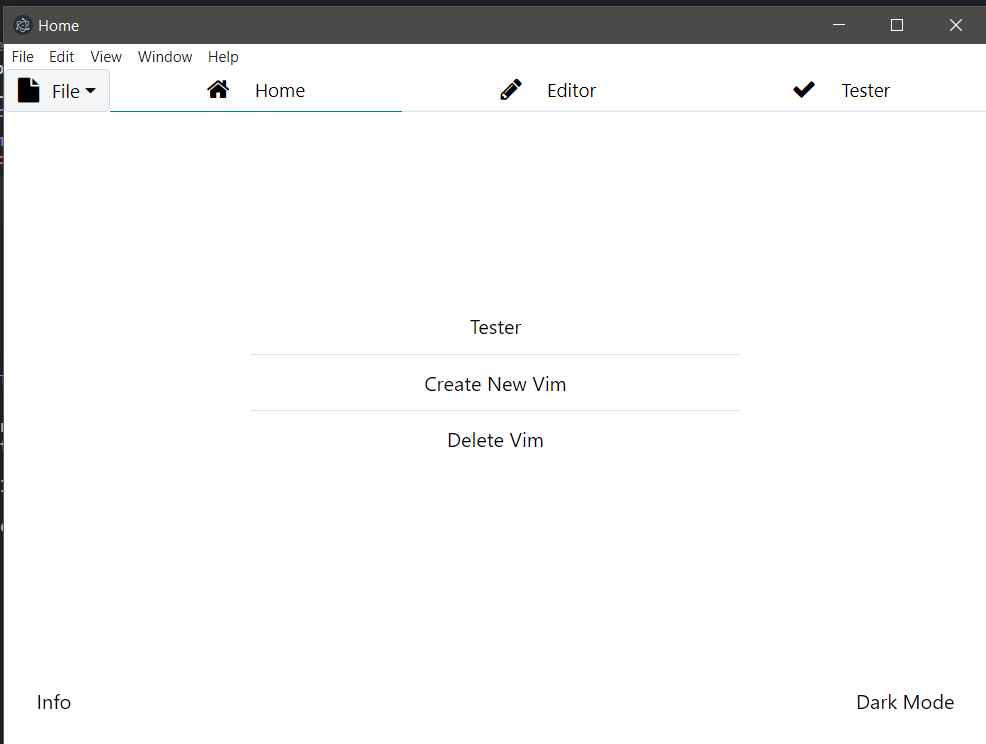 Home
File Edit View Window Help
File Home Editor Tester
Tester
Create New Vim
Delete Vim
Info Dark Mode